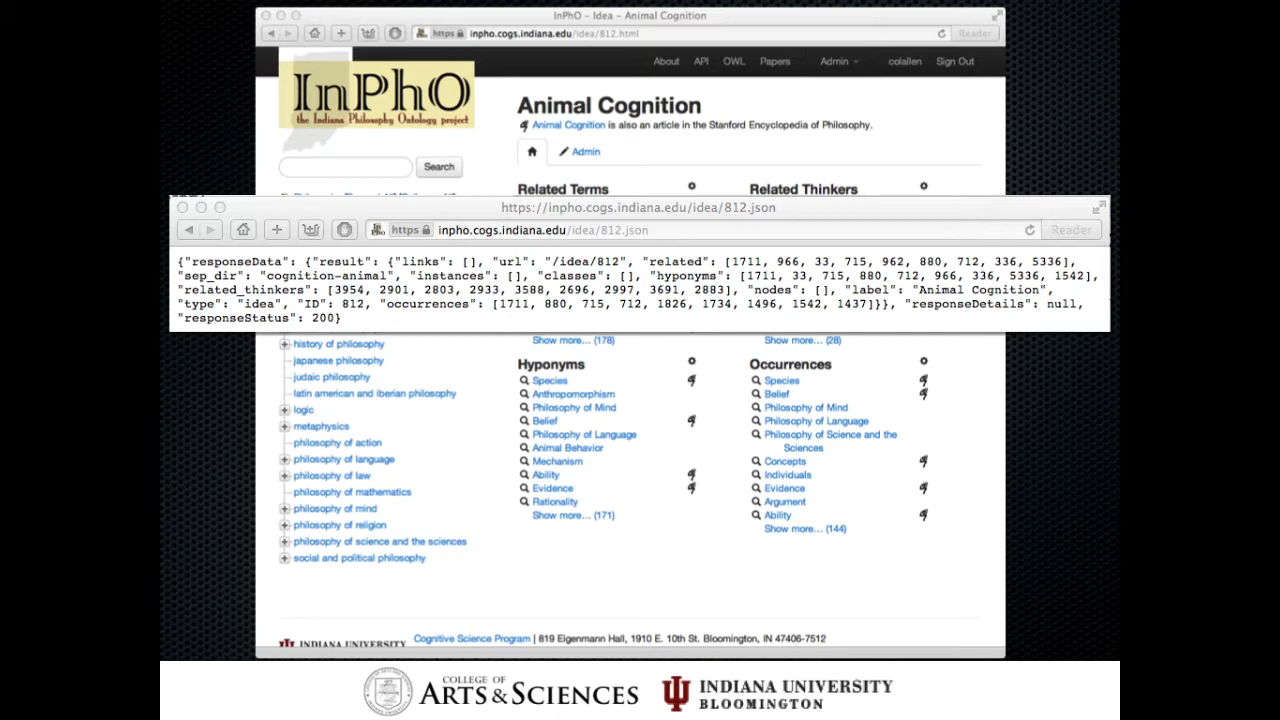 InPhO – Idea – Animal Cognition
https inpho.cogs.indiana.edu/idea/812.html
Reader
About API OWL Papers Admin colallen Sign Out
InPhO
the Indiana Philosophy Ontology project
Search
Animal Cognition
Animal Cognition is also an article in the Stanford Encyclopedia of Philosophy.
Admin
Related Terms
Related Thinkers
https://inpho.cogs.indiana.edu/idea/812.json
https inpho.cogs.indiana.edu/idea/812.json
Reader
{"responseData": {"result": {"links": [], "url": "/idea/812", "related": [1711, 966, 33, 715, 962, 880, 712, 336, 5336],
"sep_dir": "cognition-animal", "instances": [], "classes": [], "hyponyms": [1711, 33, 715, 880, 712, 966, 336, 5336, 1542],
"related_thinkers": [3954, 2901, 2803, 2933, 3588, 2696, 2997, 3691, 2883], "nodes": [], "label": "Animal Cognition",
"type": "idea", "ID": 812, "occurrences": [1711, 880, 715, 712, 1826, 1734, 1496, 1542, 1437]}}, "responseDetails": null,
"responseStatus": 200}
history of philosophy
japanese philosophy
judaic philosophy
latin american and iberian philosophy
logic
metaphysics
philosophy of action
philosophy of language
philosophy of law
philosophy of mathematics
philosophy of mind
philosophy of religion
philosophy of science and the sciences
social and political philosophy
Show more... (178)
Hyponyms
Species
Anthropomorphism
Philosophy of Mind
Belief
Philosophy of Language
Animal Behavior
Mechanism
Ability
Evidence
Rationality
Show more... (171)
Show more... (28)
Occurrences
Species
Belief
Philosophy of Mind
Philosophy of Language
Philosophy of Science and the
Sciences
Concepts
Individuals
Evidence
Argument
Ability
Show more... (144)
INDIANA UNIVERSITY
Cognitive Science Program | 819 Eigenmann Hall, 1910 E. 10th St. Bloomington, IN 47406-7512
COLLEGE OF
ARTS & SCIENCES
INDIANA UNIVERSITY
BLOOMINGTON